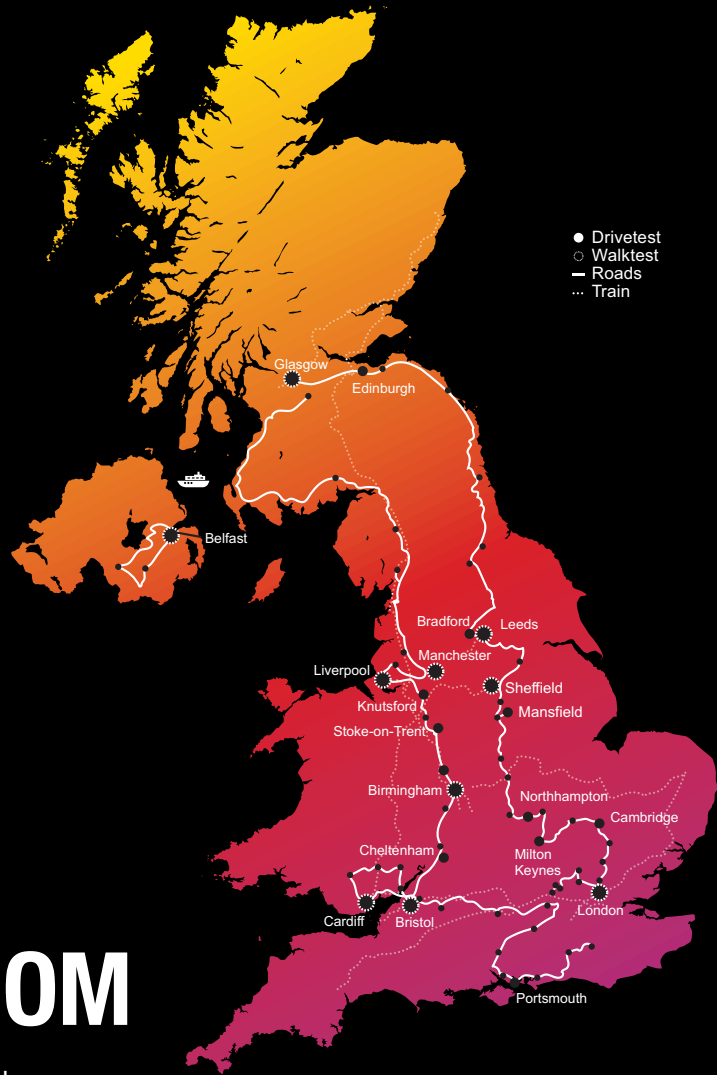 Drivetest
Walktest
Roads
Train
Glasgow
Edinburgh
Belfast
Bradford
Leeds
Manchester
Liverpool
Sheffield
Knutsford
Mansfield
Stoke-on-Trent
Birmingham
Northhampton
Cambridge
Cheltenham
Milton
Keynes
London
Cardiff
Bristol
OM
Portsmouth